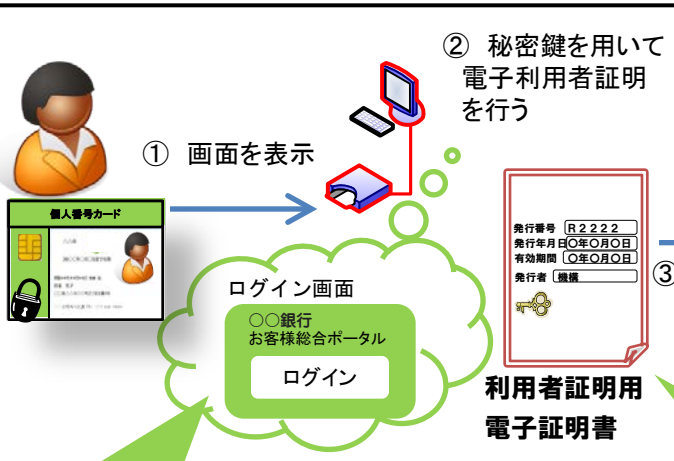 ② 秘密鍵を用いて
電子利用者証明
を行う
① 画面を表示
個人番号カード
ログイン画面
○○銀行
お客様総合ポータル
ログイン
発行番号 R2222
発行年月日 ○年○月○日
有効期間 ○年○月○日
発行者 機構
③
利用者証明用
電子証明書